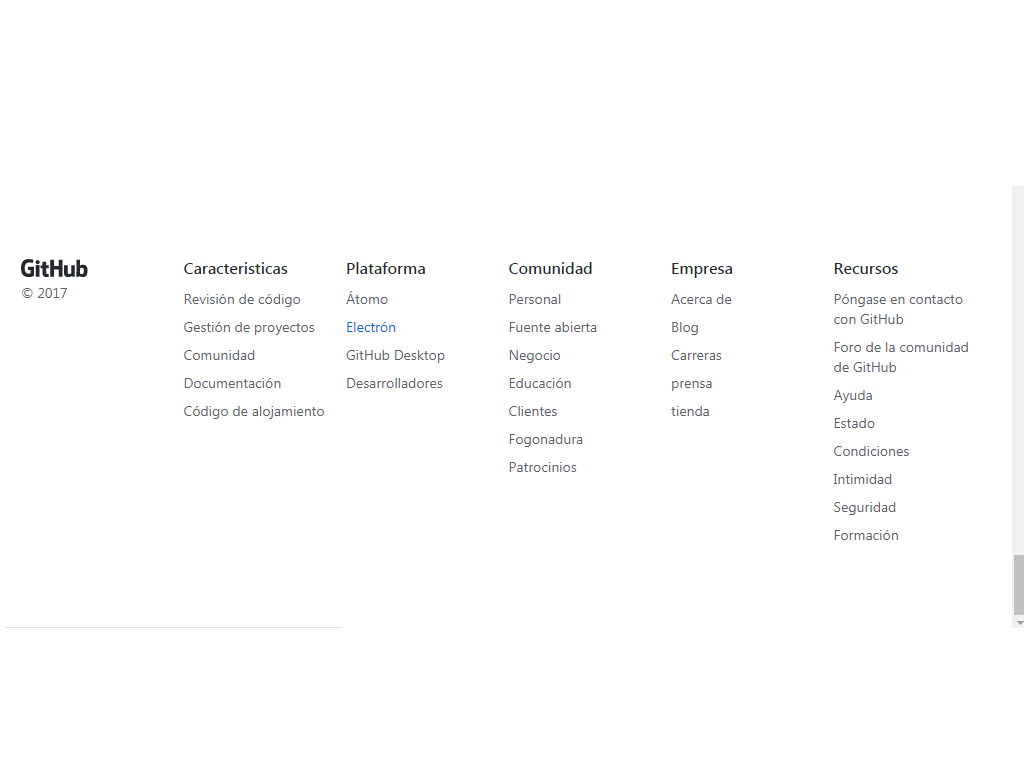 GitHub
© 2017
Caracteristicas
Revisión de código
Gestión de proyectos
Comunidad
Documentación
Código de alojamiento
Plataforma
Átomo
Electrón
GitHub Desktop
Desarrolladores
Comunidad
Personal
Fuente abierta
Negocio
Educación
Clientes
Fogonadura
Patrocinios
Empresa
Acerca de
Blog
Carreras
prensa
tienda
Recursos
Póngase en contacto
con GitHub
Foro de la comunidad
de GitHub
Ayuda
Estado
Condiciones
Intimidad
Seguridad
Formación